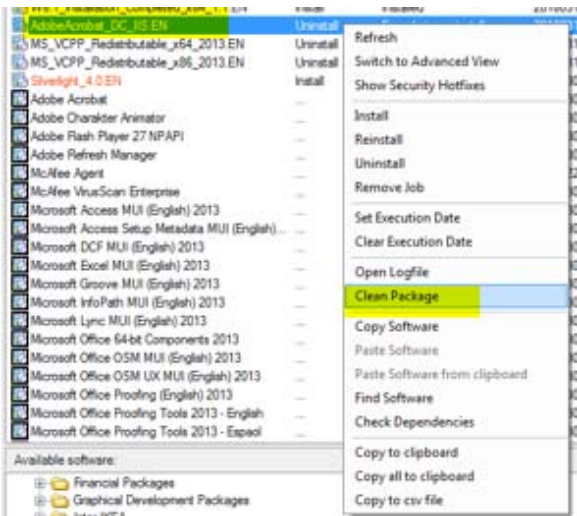 AdobeAcrobat_DC_IIS.EN Uninstall
MS_VCPP_Redistributable_x64_2013.EN Uninstall
MS_VCPP_Redistributable_x86_2013.EN Uninstall
Silverlight_4.0.EN Install
Adobe Acrobat ...
Adobe Charakter Animator ...
Adobe Flash Player 27 NPAPI ...
Adobe Refresh Manager ...
McAfee Agent ...
McAfee VirusScan Enterprise ...
Microsoft Access MUI (English) 2013 ...
Microsoft Access Setup Metadata MUI (English)... ...
Microsoft DCF MUI (English) 2013 ...
Microsoft Excel MUI (English) 2013 ...
Microsoft Groove MUI (English) 2013 ...
Microsoft InfoPath MUI (English) 2013 ...
Microsoft Lync MUI (English) 2013 ...
Microsoft Office 64-bit Components 2013 ...
Microsoft Office OSM MUI (English) 2013 ...
Microsoft Office OSM UX MUI (English) 2013 ...
Microsoft Office Proofing (English) 2013 ...
Microsoft Office Proofing Tools 2013 - English ...
Microsoft Office Proofing Tools 2013 - Espaol ...
Available software:
Financial Packages
Graphical Development Packages
Refresh
Switch to Advanced View
Show Security Hotfixes
Install
Reinstall
Uninstall
Remove Job
Set Execution Date
Clear Execution Date
Open Logfile
Clean Package
Copy Software
Paste Software
Paste Software from clipboard
Find Software
Check Dependencies
Copy to clipboard
Copy all to clipboard
Copy to csv file